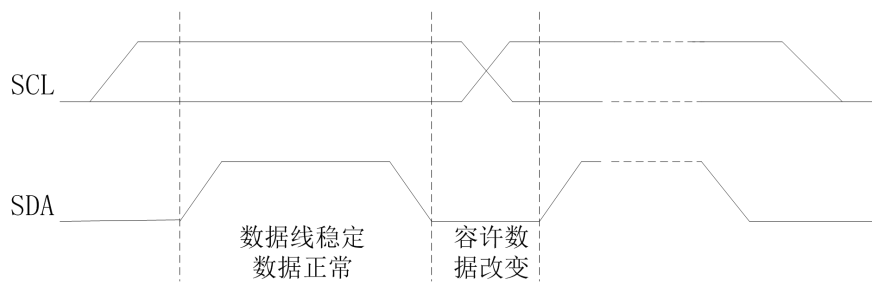 SCL
SDA
数据线稳定
数据正常
容许数
据改变